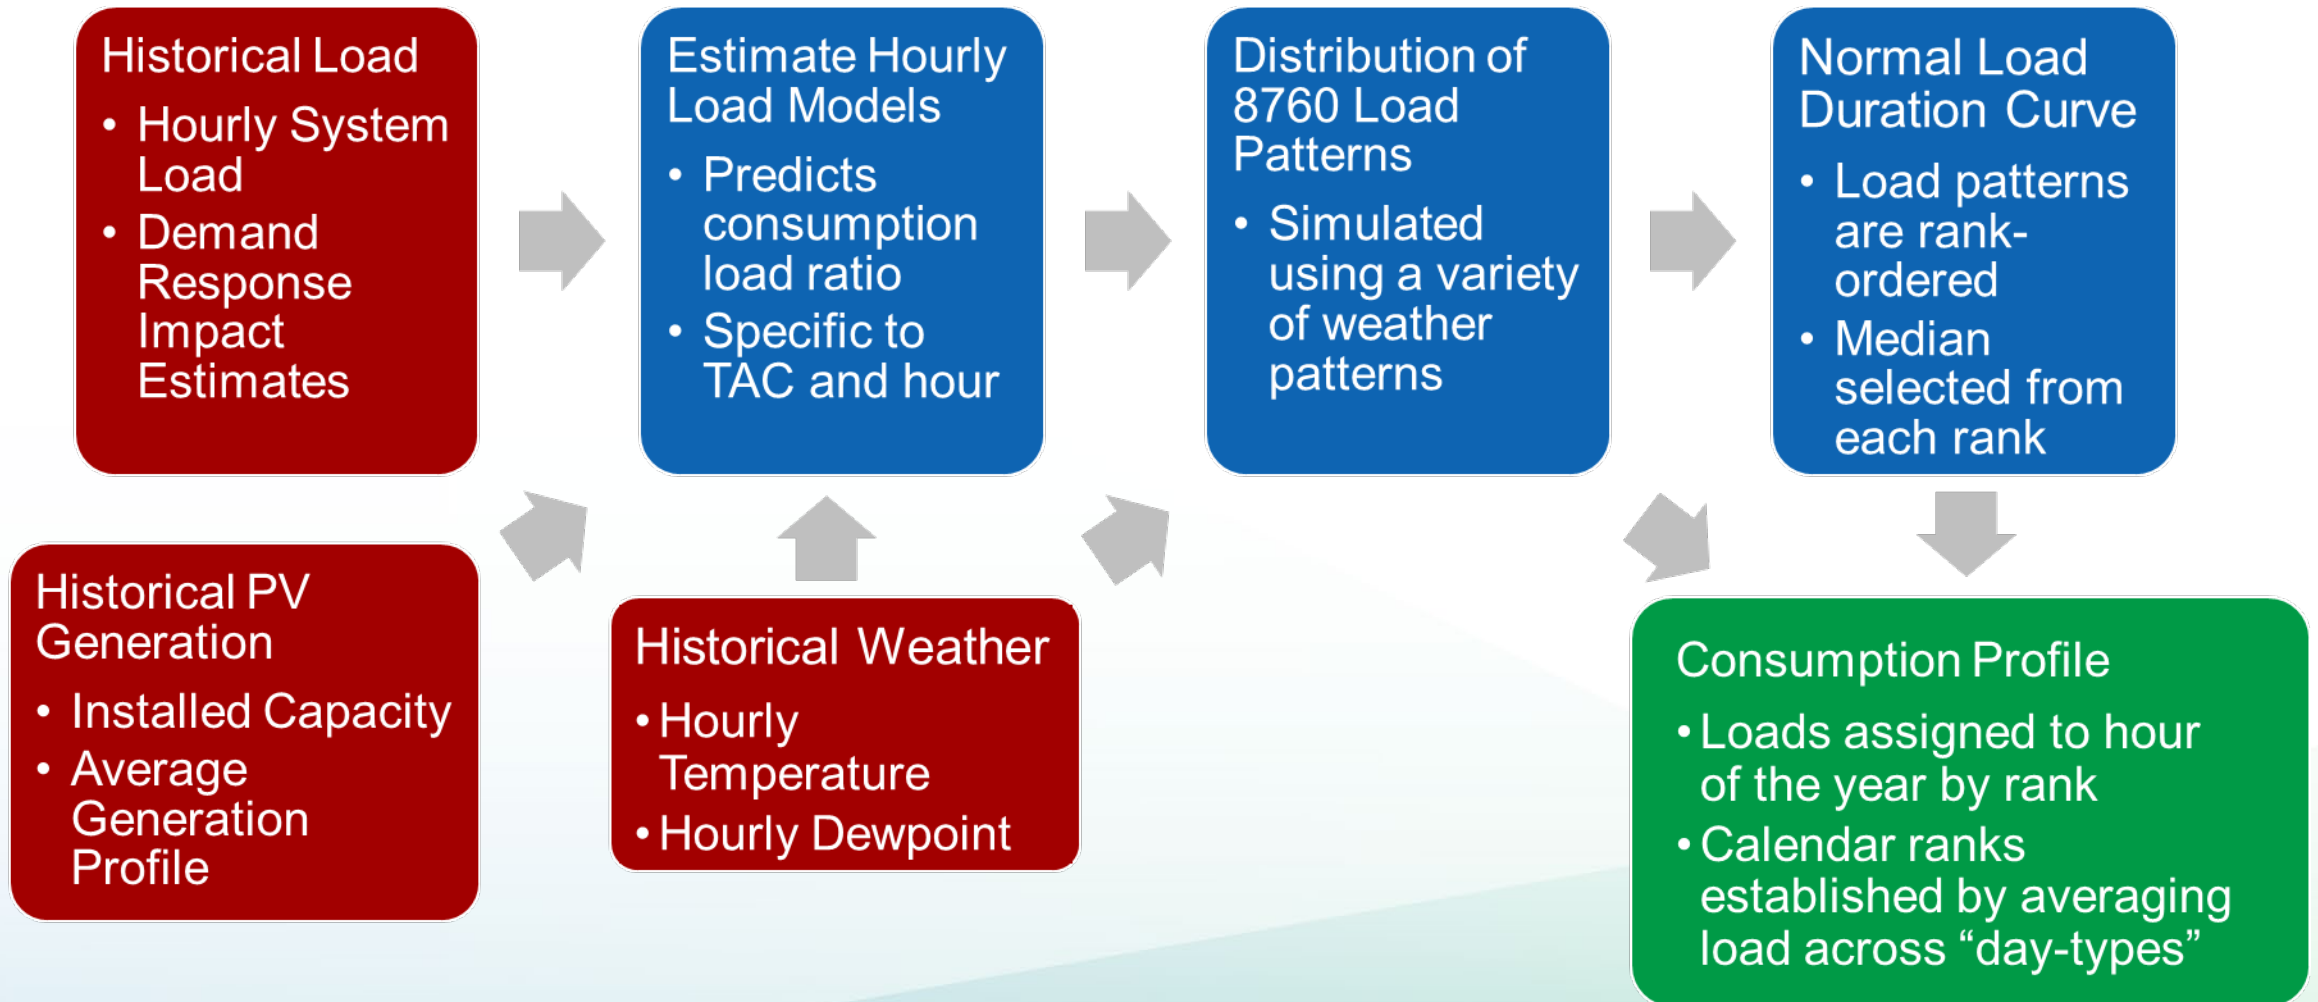 Historical Load
• Hourly System
Load
• Demand
Response
Impact
Estimates
Estimate Hourly
Load Models
• Predicts
consumption
load ratio
• Specific to
TAC and hour
Distribution of
8760 Load
Patterns
• Simulated
using a variety
of weather
patterns
Normal Load
Duration Curve
• Load patterns
are rank-
ordered
• Median
selected from
each rank
Historical PV
Generation
• Installed Capacity
• Average
Generation
Profile
Historical Weather
• Hourly
Temperature
• Hourly Dewpoint
Consumption Profile
• Loads assigned to hour
of the year by rank
• Calendar ranks
established by averaging
load across “day-types”